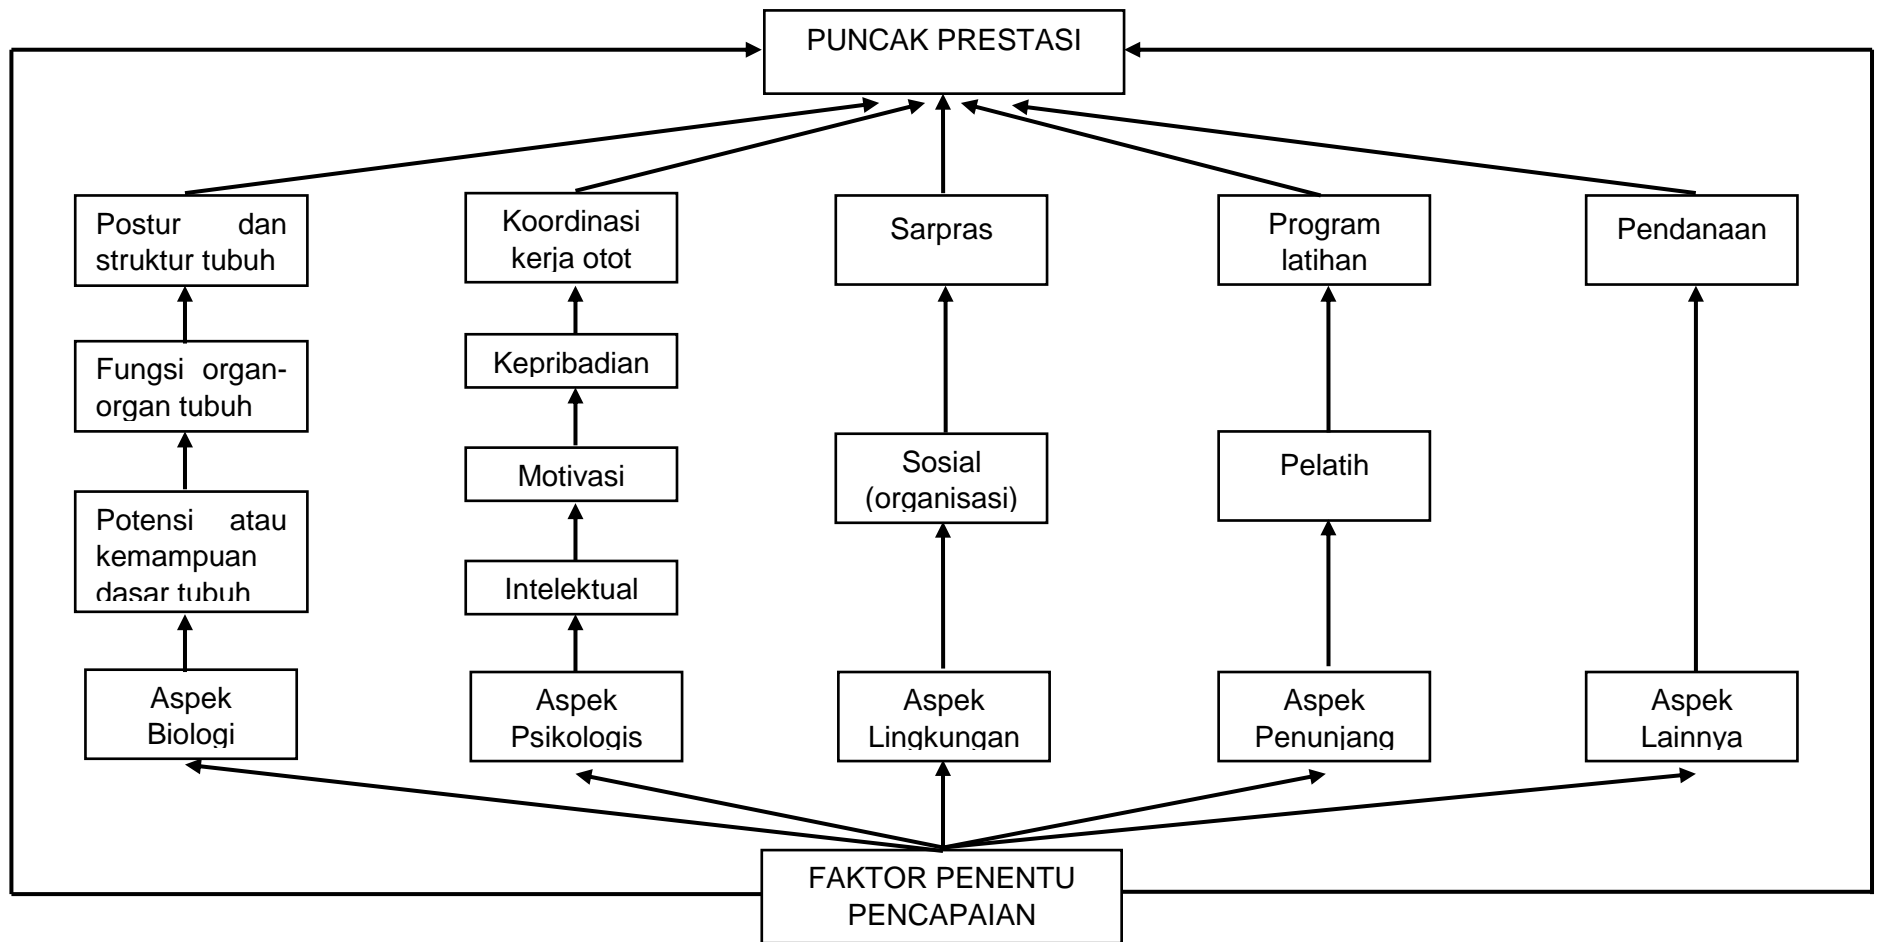 PUNCAK PRESTASI
Postur dan
struktur tubuh
Koordinasi
kerja otot
Sarpras
Program
latihan
Pendanaan
Fungsi organ-
organ tubuh
Kepribadian
Motivasi
Sosial
(organisasi)
Pelatih
Potensi atau
kemampuan
dasar tubuh
Intelektual
Aspek
Biologi
Aspek
Psikologis
Aspek
Lingkungan
Aspek
Penunjang
Aspek
Lainnya
FAKTOR PENENTU
PENCAPAIAN